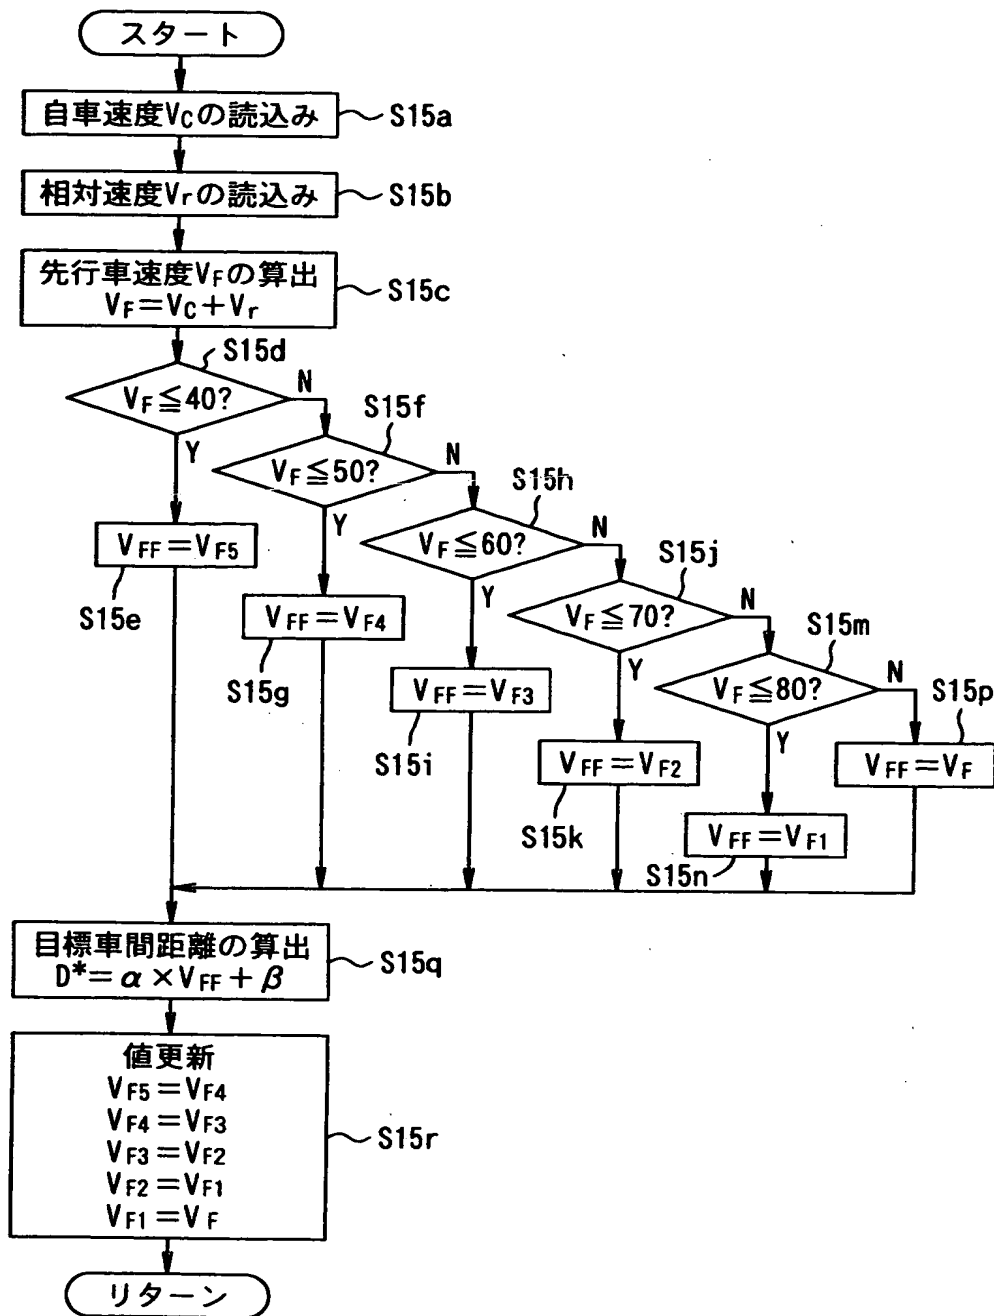 スタート
自車速度VCの読込み
S15a
相対速度Vrの読込み
S15b
先行車速度VFの算出
VF=VC+Vr
S15c
S15d
VF≦40?
N
Y
S15f
VF≦50?
N
Y
S15h
VF≦60?
N
Y
S15j
VF≦70?
N
Y
S15m
VF≦80?
N
Y
VFF=VF5
S15e
VFF=VF4
S15g
VFF=VF3
S15i
VFF=VF2
S15k
VFF=VF1
S15n
S15p
VFF=VF
目標車間距離の算出
D*=α×VFF+β
S15q
値更新
VF5=VF4
VF4=VF3
VF3=VF2
VF2=VF1
VF1=VF
S15r
リターン